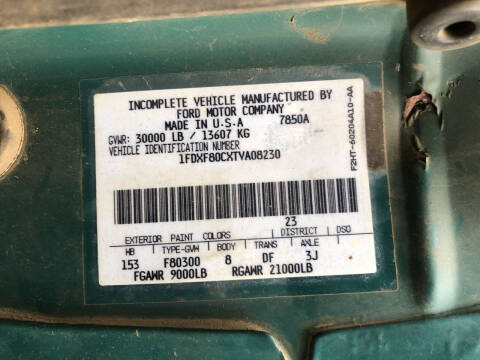 INCOMPLETE VEHICLE MANUFACTURED BY
FORD MOTOR COMPANY
MADE IN U.S.A 7850A
GVWR: 30000 LB / 13607 KG
VEHICLE IDENTIFICATION NUMBER
1FDXF80CXTVA08230
23
EXTERIOR PAINT COLORS DISTRICT DSO
WB TYPE-GVW BODY TRANS AXLE
153 F80300 8 DF 3J
FGAWR 9000LB RGAWR 21000LB
F2HT-60204A10-AA